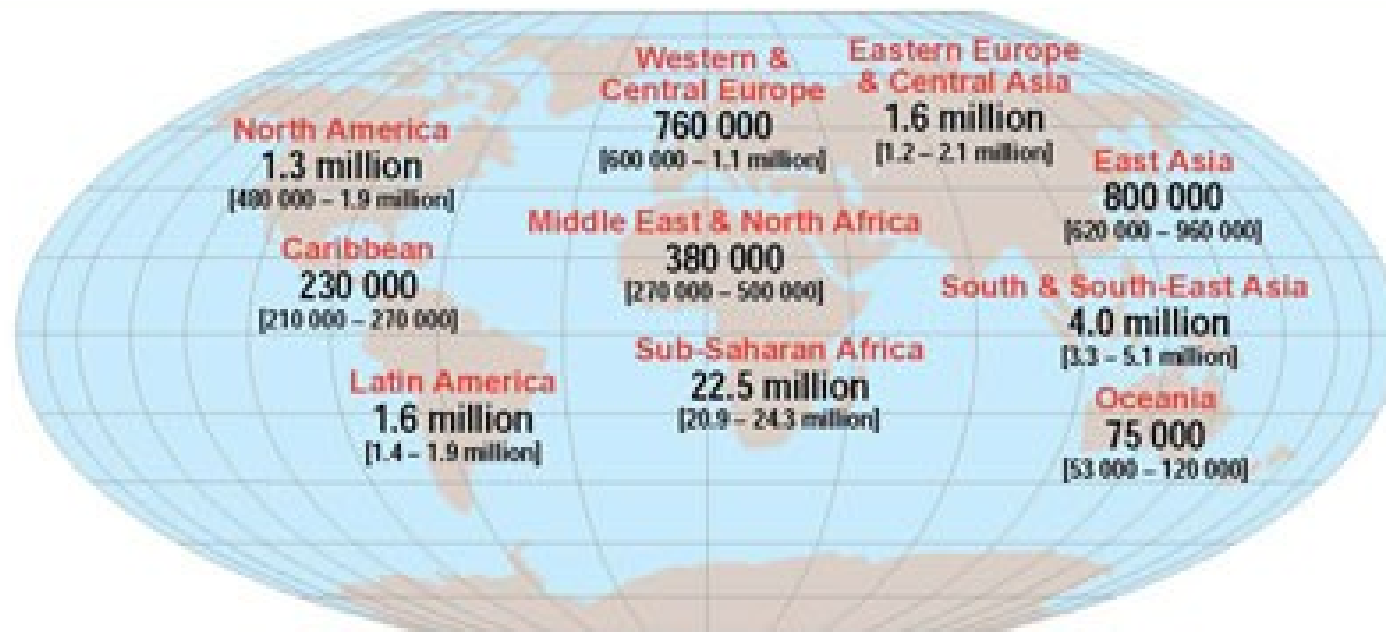 Western &
Central Europe
760 000
[600 000 – 1.1 million]
Eastern Europe
& Central Asia
1.6 million
[1.2 – 2.1 million]
North America
1.3 million
[480 000 – 1.9 million]
East Asia
800 000
[620 000 – 960 000]
Middle East & North Africa
380 000
[270 000 – 500 000]
Caribbean
230 000
[210 000 – 270 000]
South & South-East Asia
4.0 million
[3.3 – 5.1 million]
Sub-Saharan Africa
22.5 million
[20.9 – 24.3 million]
Latin America
1.6 million
[1.4 – 1.9 million]
Oceania
75 000
[53 000 – 120 000]